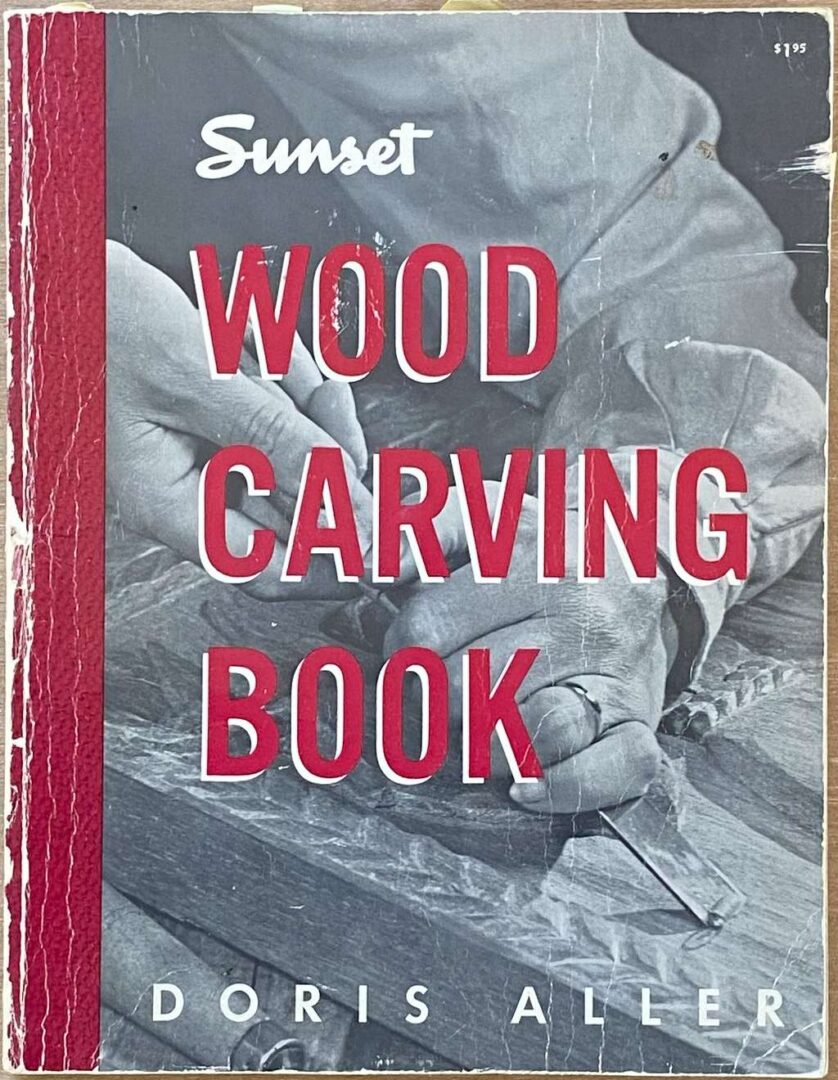 $1.95
Sunset
WOOD
CARVING
BOOK
DORIS ALLER